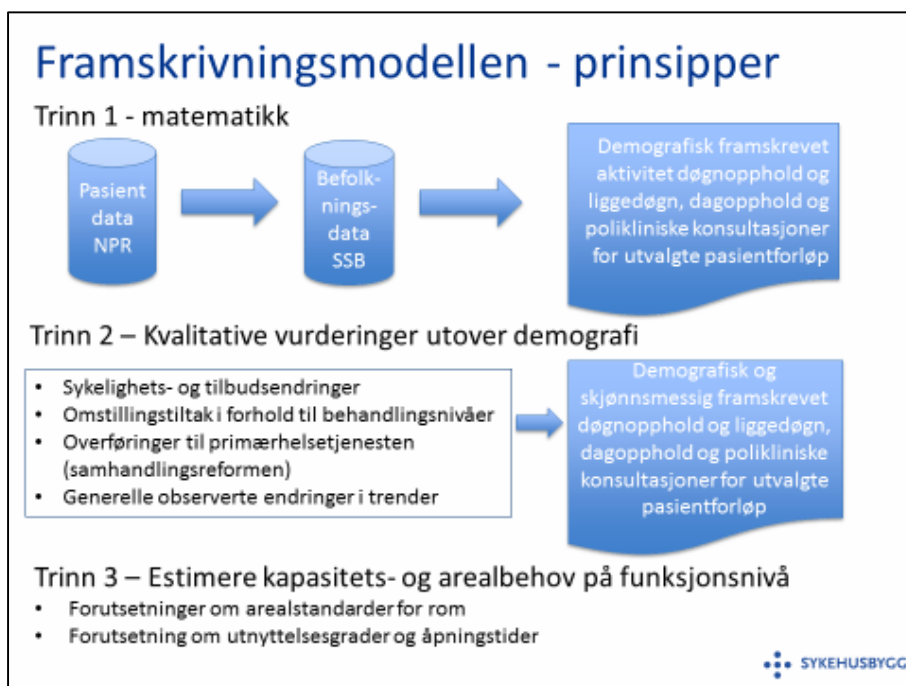 Framskrivningsmodellen - prinsipper
Trinn 1 - matematikk
Pasient
data
NPR
Befolk-
nings-
data
SSB
Demografisk framskrevet
aktivitet døgnopphold og
liggedøgn, dagopphold og
polikliniske konsultasjoner
for utvalgte pasientforløp
Trinn 2 – Kvalitative vurderinger utover demografi
• Sykelighets- og tilbudsendringer
• Omstillingstiltak i forhold til behandlingsnivåer
• Overføringer til primærhelsetjenesten
(samhandlingsreformen)
• Generelle observerte endringer i trender
Demografisk og
skjønnsmessig framskrevet
døgnopphold og liggedøgn,
dagopphold og polikliniske
konsultasjoner for utvalgte
pasientforløp
Trinn 3 – Estimere kapasitets- og arealbehov på funksjonsnivå
• Forutsetninger om arealstandarder for rom
• Forutsetning om utnyttelsesgrader og åpningstider
SYKEHUSBYGG